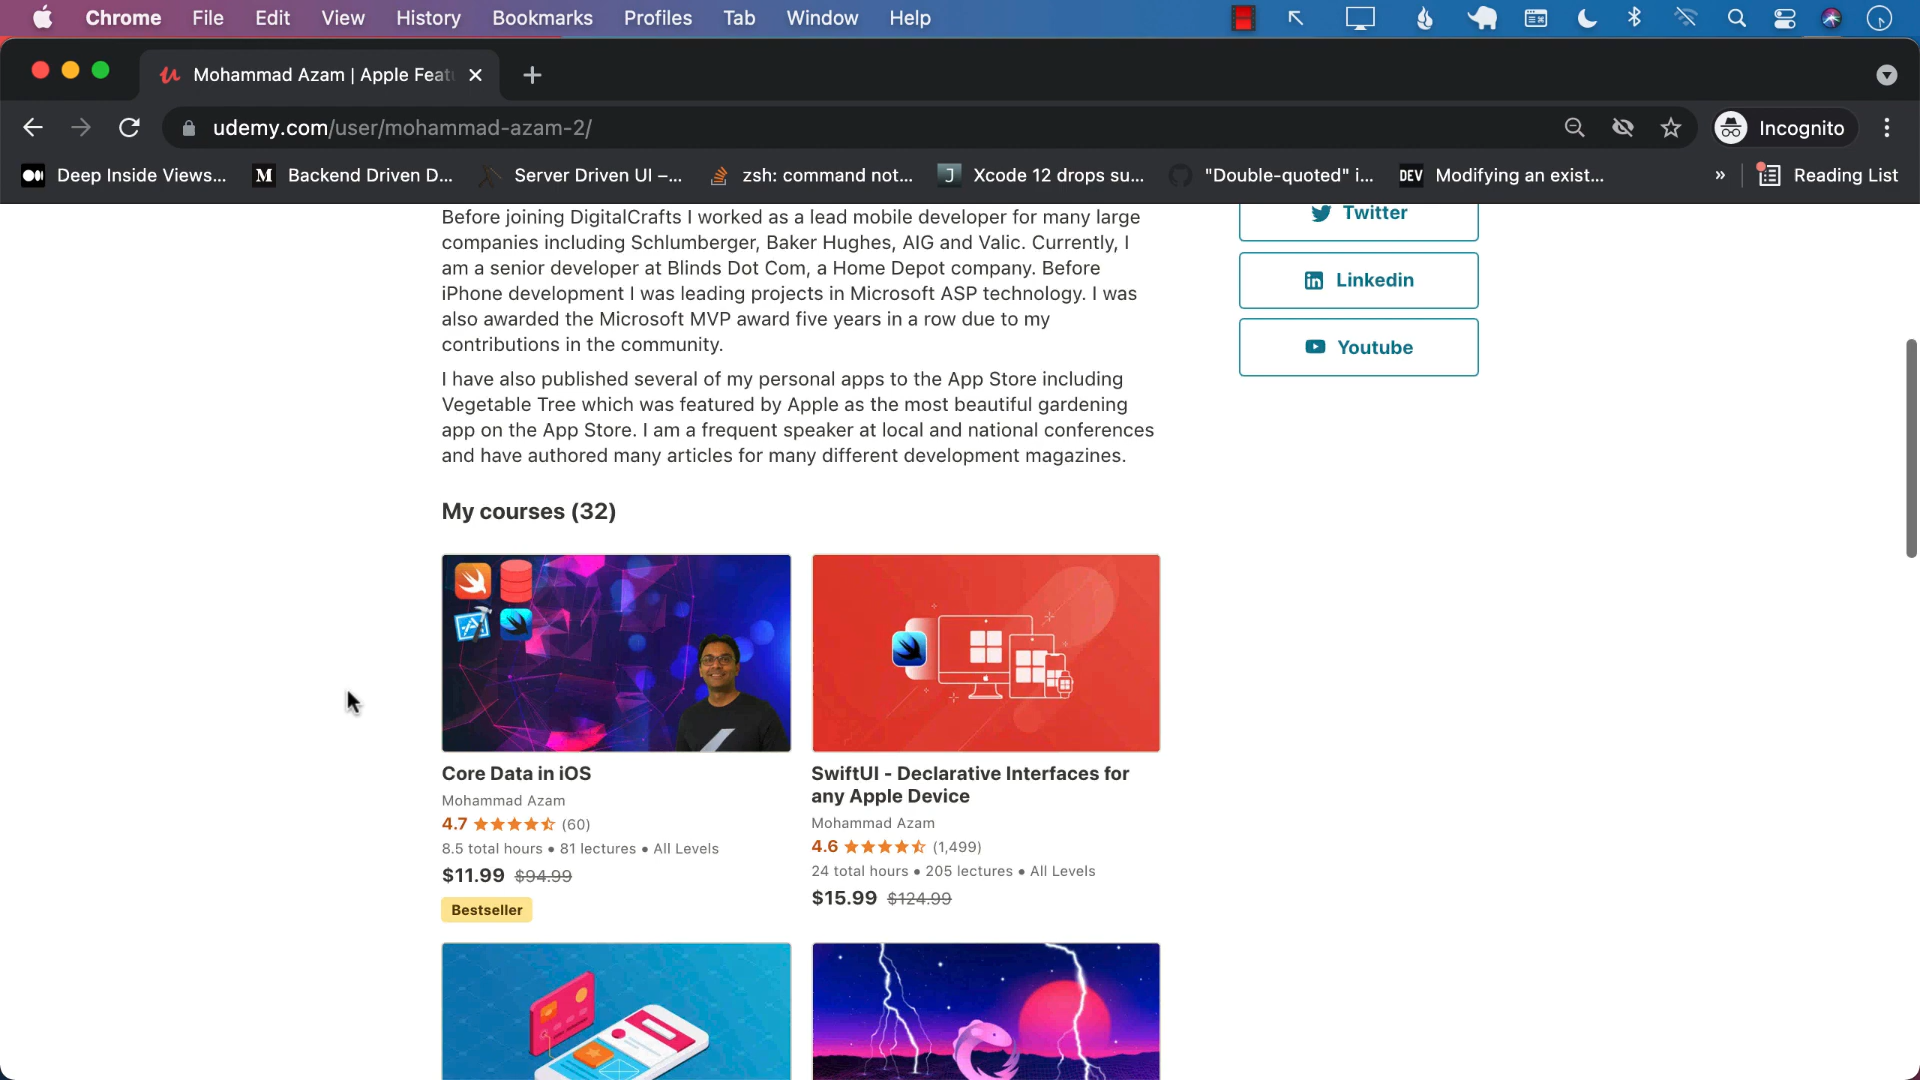 Chrome File Edit View History Bookmarks Profiles Tab Window Help
Mohammad Azam | Apple Feat
udemy.com/user/mohammad-azam-2/
Incognito
Deep Inside Views...
Backend Driven D...
Server Driven UI –...
zsh: command not...
Xcode 12 drops su...
"Double-quoted" i...
DEV Modifying an exist...
»
Reading List
Before joining DigitalCrafts I worked as a lead mobile developer for many large
companies including Schlumberger, Baker Hughes, AIG and Valic. Currently, I
am a senior developer at Blinds Dot Com, a Home Depot company. Before
iPhone development I was leading projects in Microsoft ASP technology. I was
also awarded the Microsoft MVP award five years in a row due to my
contributions in the community.
I have also published several of my personal apps to the App Store including
Vegetable Tree which was featured by Apple as the most beautiful gardening
app on the App Store. I am a frequent speaker at local and national conferences
and have authored many articles for many different development magazines.
Twitter
Linkedin
Youtube
My courses (32)
Core Data in iOS
Mohammad Azam
4.7 (60)
8.5 total hours • 81 lectures • All Levels
$11.99 $94.99
Bestseller
SwiftUI - Declarative Interfaces for
any Apple Device
Mohammad Azam
4.6 (1,499)
24 total hours • 205 lectures • All Levels
$15.99 $124.99